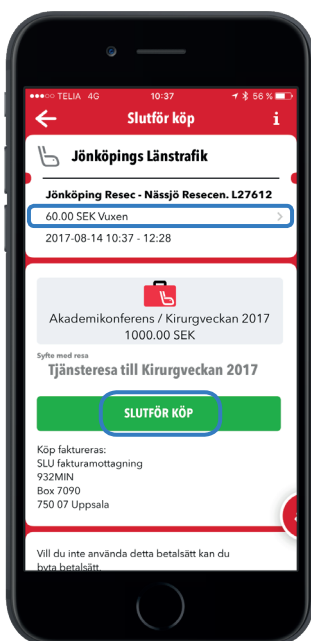 TELIA 4G 10:37 56 %
Slutför köp i
Jönköpings Länstrafik
Jönköping Resec - Nässjö Resecen. L27612
60.00 SEK Vuxen
2017-08-14 10:37 - 12:28
Akademikonferens / Kirurgveckan 2017
1000.00 SEK
Syfte med resa
Tjänsteresa till Kirurgveckan 2017
SLUTFÖR KÖP
Köp faktureras:
SLU fakturamottagning
932MIN
Box 7090
750 07 Uppsala
Vill du inte använda detta betalsätt kan du
byta betalsätt.